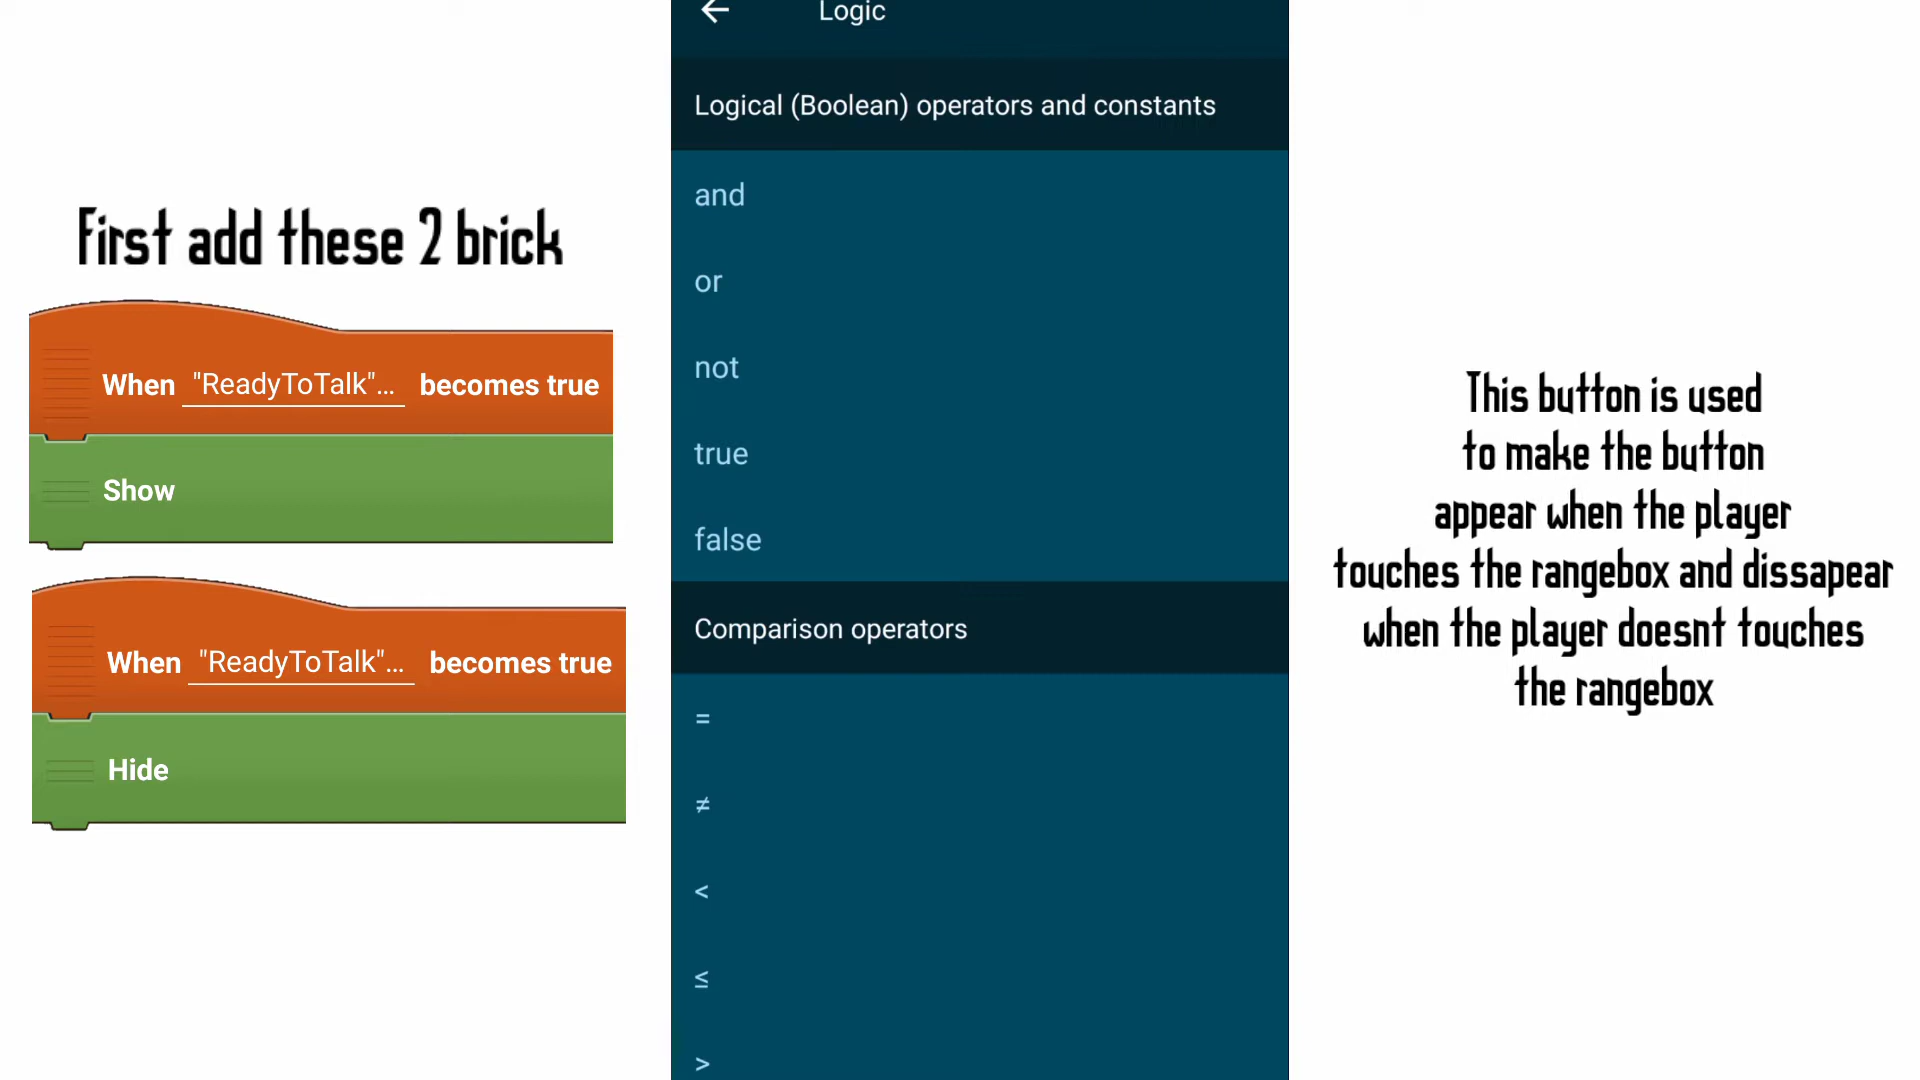 First add these 2 brick
When "ReadyToTalk"... becomes true
Show
When "ReadyToTalk"... becomes true
Hide
Logic
Logical (Boolean) operators and constants
and
or
not
true
false
Comparison operators
=
≠
<
≤
>
This button is used
to make the button
appear when the player
touches the rangebox and dissapear
when the player doesnt touches
the rangebox